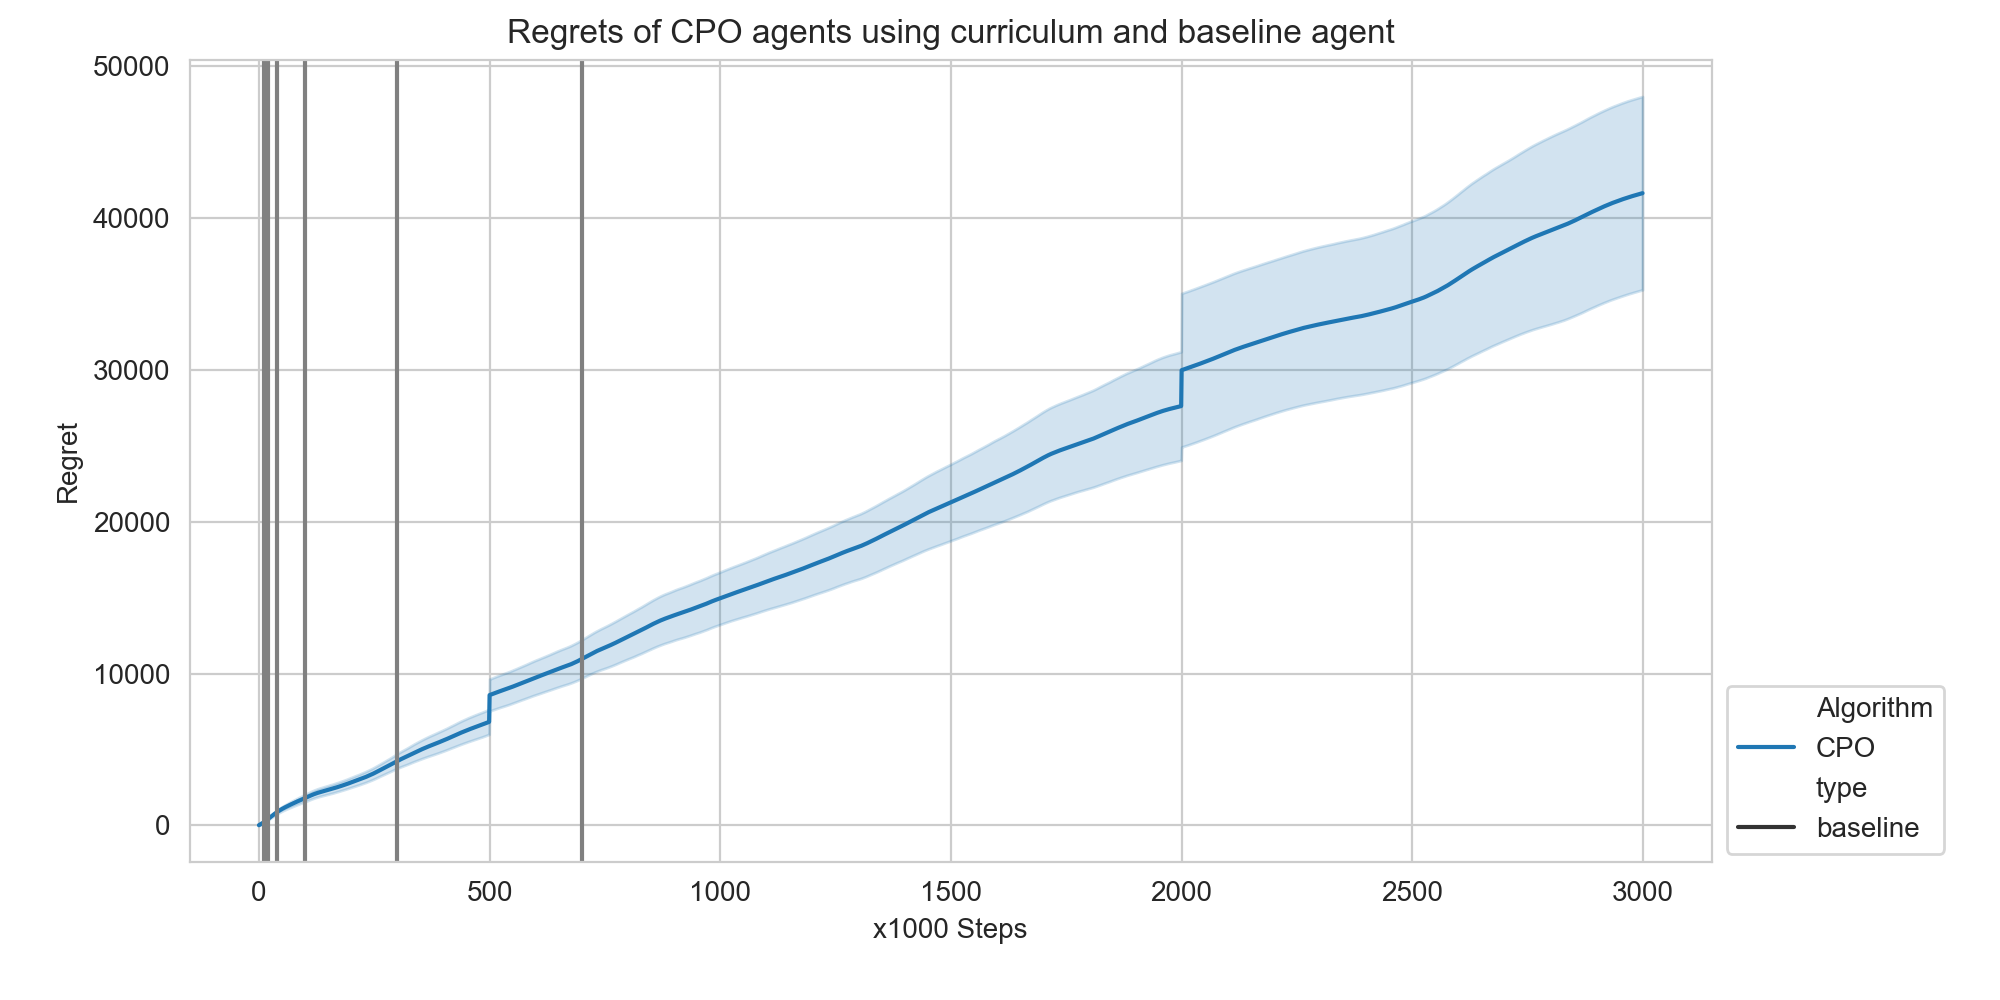 Regrets of CPO agents using curriculum and baseline agent
50000
40000
30000
20000
10000
0
Regret
0 500 1000 1500 2000 2500 3000
x1000 Steps
Algorithm
CPO
type
baseline